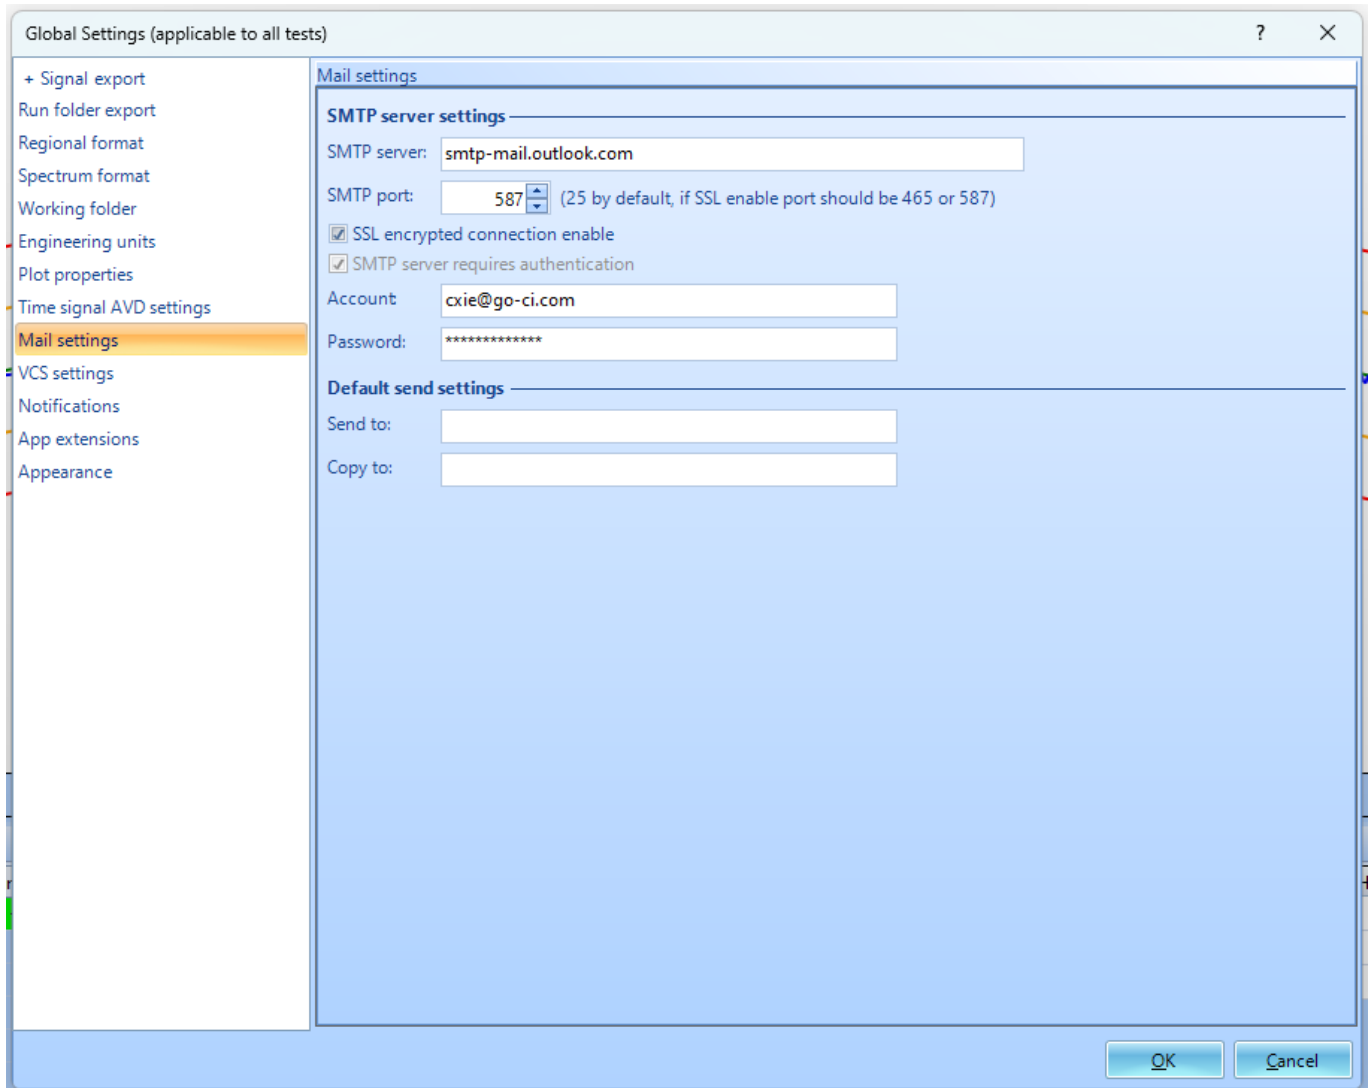 Global Settings (applicable to all tests)
?
+ Signal export
Run folder export
Regional format
Spectrum format
Working folder
Engineering units
Plot properties
Time signal AVD settings
Mail settings
VCS settings
Notifications
App extensions
Appearance
Mail settings
SMTP server settings
SMTP server: smtp-mail.outlook.com
SMTP port: 587 (25 by default, if SSL enable port should be 465 or 587)
SSL encrypted connection enable
SMTP server requires authentication
Account: cxie@go-ci.com
Password: *************
Default send settings
Send to:
Copy to:
OK Cancel